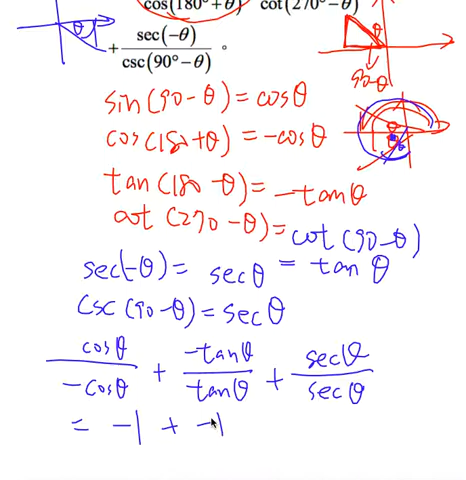 cos(180°+θ) cot(270°−θ)
+ sec(−θ)/csc(90°−θ) 。
θ
θ
90-θ
sin(90-θ)=cosθ
cos(180+θ)=-cosθ
tan(180-θ)=-tanθ
cot(270-θ)=cot(90-θ)
sec(-θ)=secθ =tanθ
csc(90-θ)=secθ
cosθ/-cosθ + -tanθ/tanθ + secθ/secθ
= -1 + -1